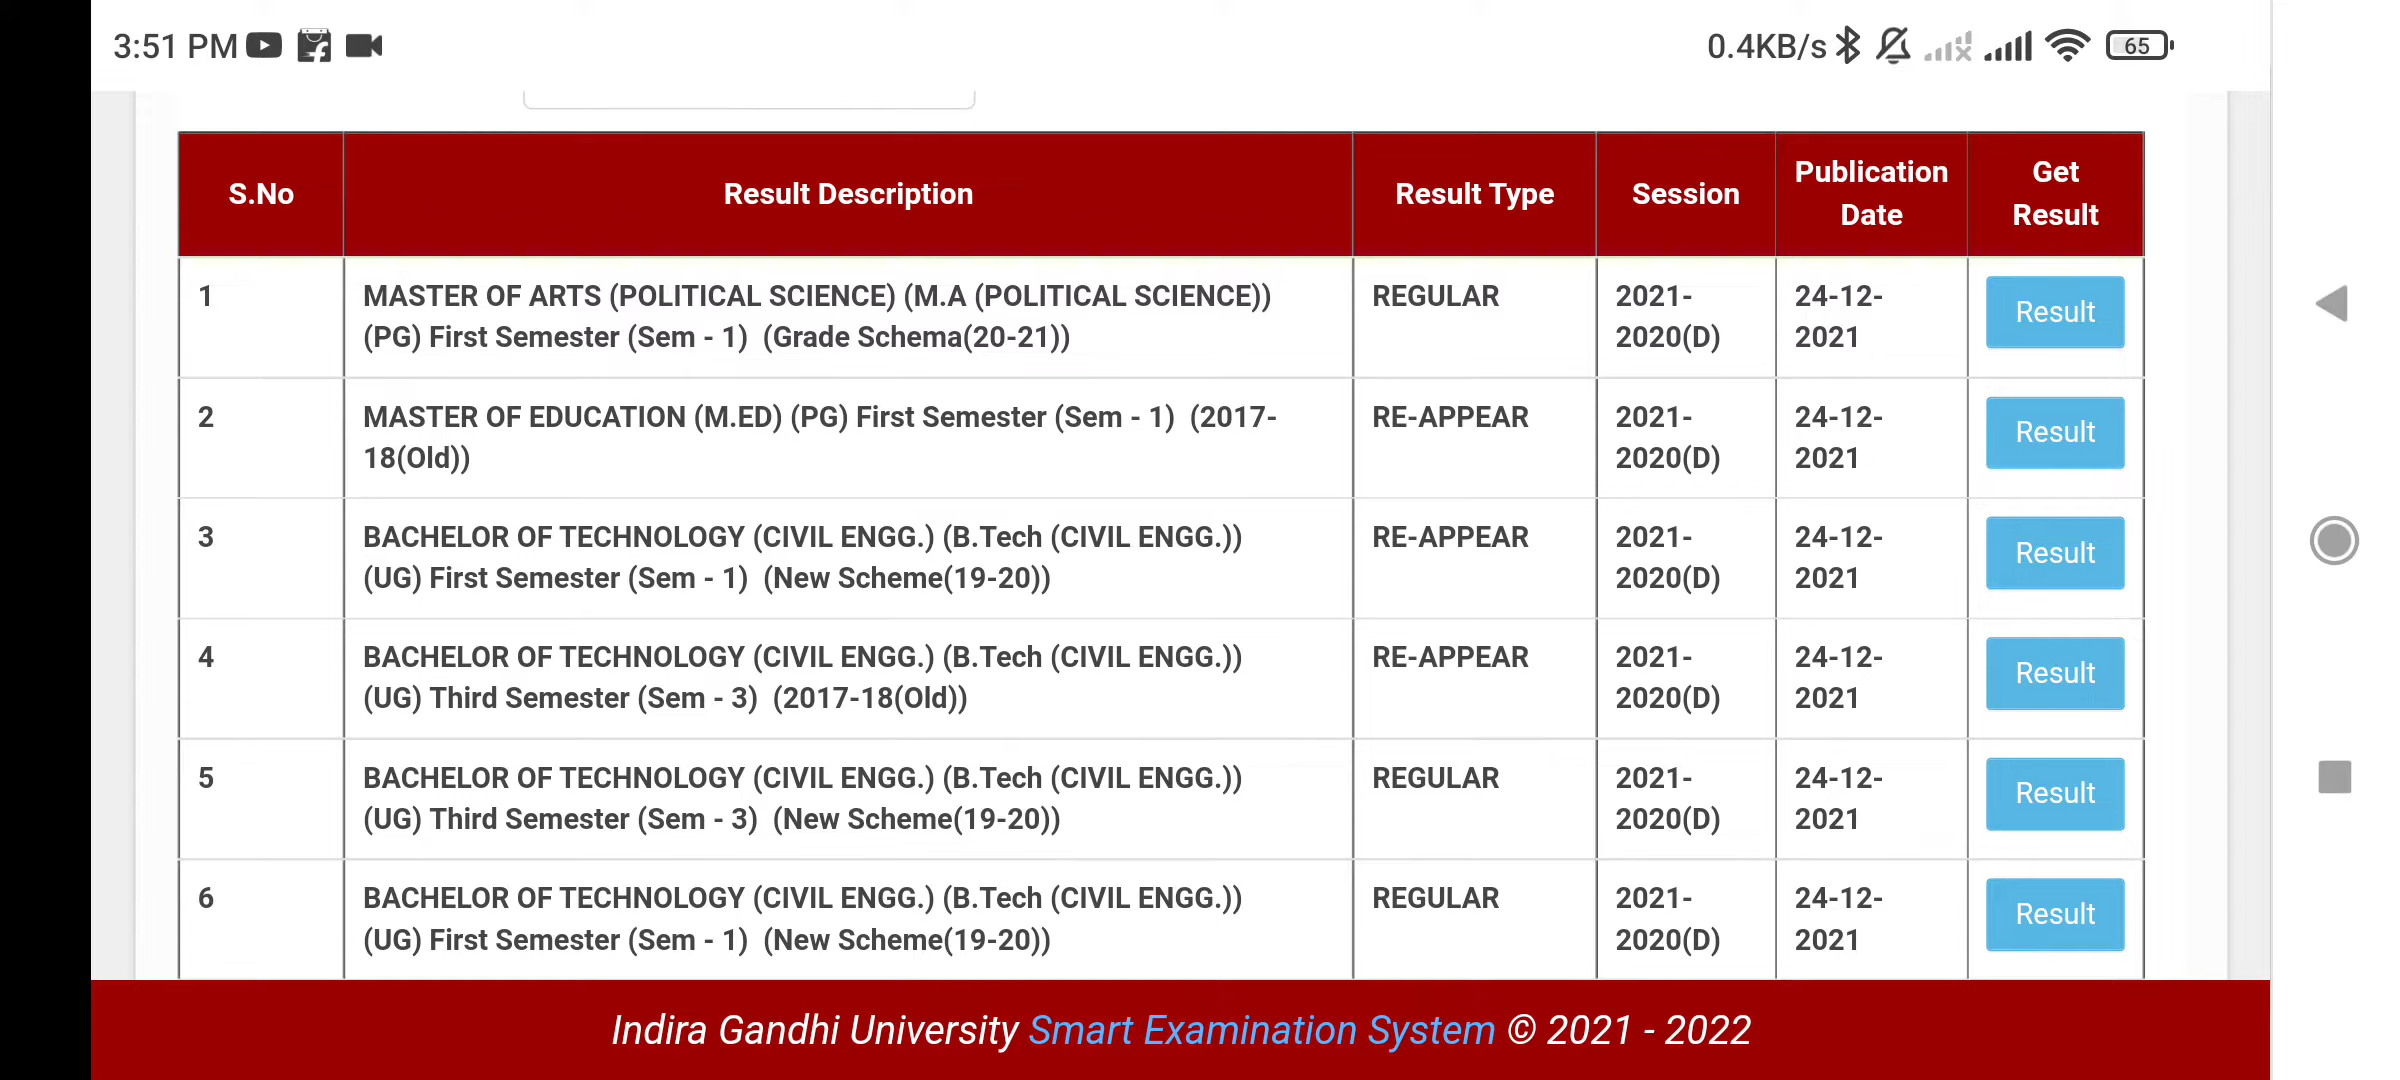 3:51 PM 0.4KB/s 65
S.No Result Description Result Type Session Publication Date Get Result
1 MASTER OF ARTS (POLITICAL SCIENCE) (M.A (POLITICAL SCIENCE)) REGULAR 2021- 24-12- Result
(PG) First Semester (Sem - 1) (Grade Schema(20-21)) 2020(D) 2021
2 MASTER OF EDUCATION (M.ED) (PG) First Semester (Sem - 1) (2017- RE-APPEAR 2021- 24-12- Result
18(Old)) 2020(D) 2021
3 BACHELOR OF TECHNOLOGY (CIVIL ENGG.) (B.Tech (CIVIL ENGG.)) RE-APPEAR 2021- 24-12- Result
(UG) First Semester (Sem - 1) (New Scheme(19-20)) 2020(D) 2021
4 BACHELOR OF TECHNOLOGY (CIVIL ENGG.) (B.Tech (CIVIL ENGG.)) RE-APPEAR 2021- 24-12- Result
(UG) Third Semester (Sem - 3) (2017-18(Old)) 2020(D) 2021
5 BACHELOR OF TECHNOLOGY (CIVIL ENGG.) (B.Tech (CIVIL ENGG.)) REGULAR 2021- 24-12- Result
(UG) Third Semester (Sem - 3) (New Scheme(19-20)) 2020(D) 2021
6 BACHELOR OF TECHNOLOGY (CIVIL ENGG.) (B.Tech (CIVIL ENGG.)) REGULAR 2021- 24-12- Result
(UG) First Semester (Sem - 1) (New Scheme(19-20)) 2020(D) 2021
Indira Gandhi University Smart Examination System © 2021 - 2022